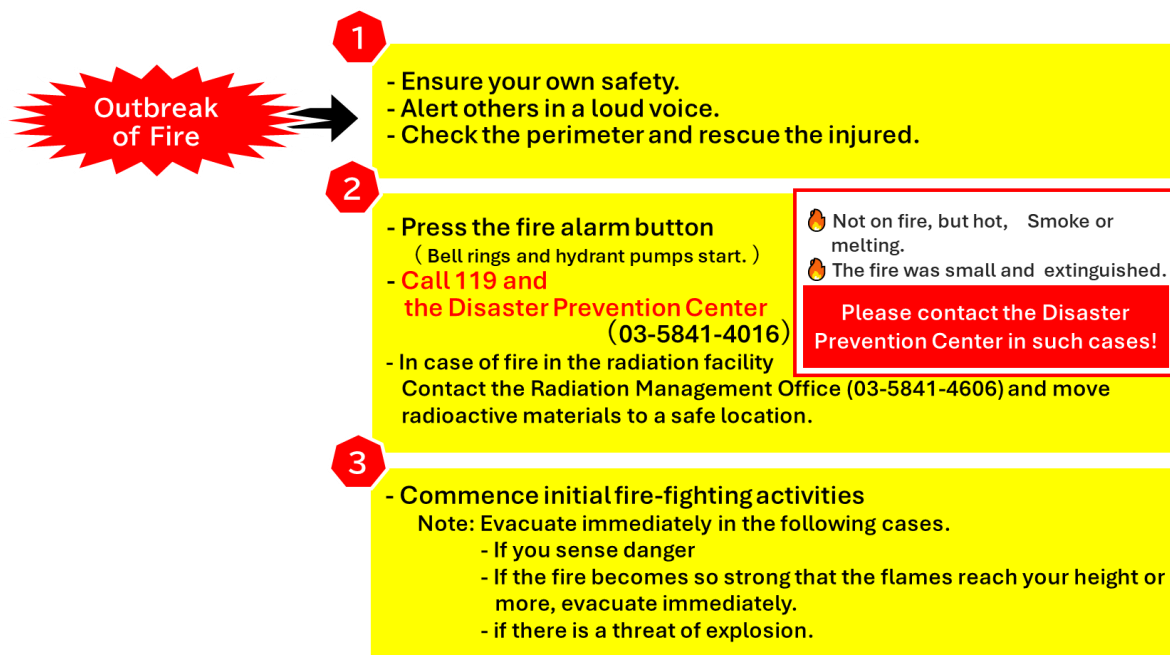 Outbreak
of Fire
1
- Ensure your own safety.
- Alert others in a loud voice.
- Check the perimeter and rescue the injured.
2
- Press the fire alarm button
（Bell rings and hydrant pumps start.）
- Call 119 and
the Disaster Prevention Center
（03-5841-4016）
- In case of fire in the radiation facility
Contact the Radiation Management Office (03-5841-4606) and move
radioactive materials to a safe location.
🔥 Not on fire, but hot, Smoke or
melting.
🔥 The fire was small and extinguished.
Please contact the Disaster
Prevention Center in such cases!
3
- Commence initial fire-fighting activities
Note: Evacuate immediately in the following cases.
- If you sense danger
- If the fire becomes so strong that the flames reach your height or
more, evacuate immediately.
- if there is a threat of explosion.